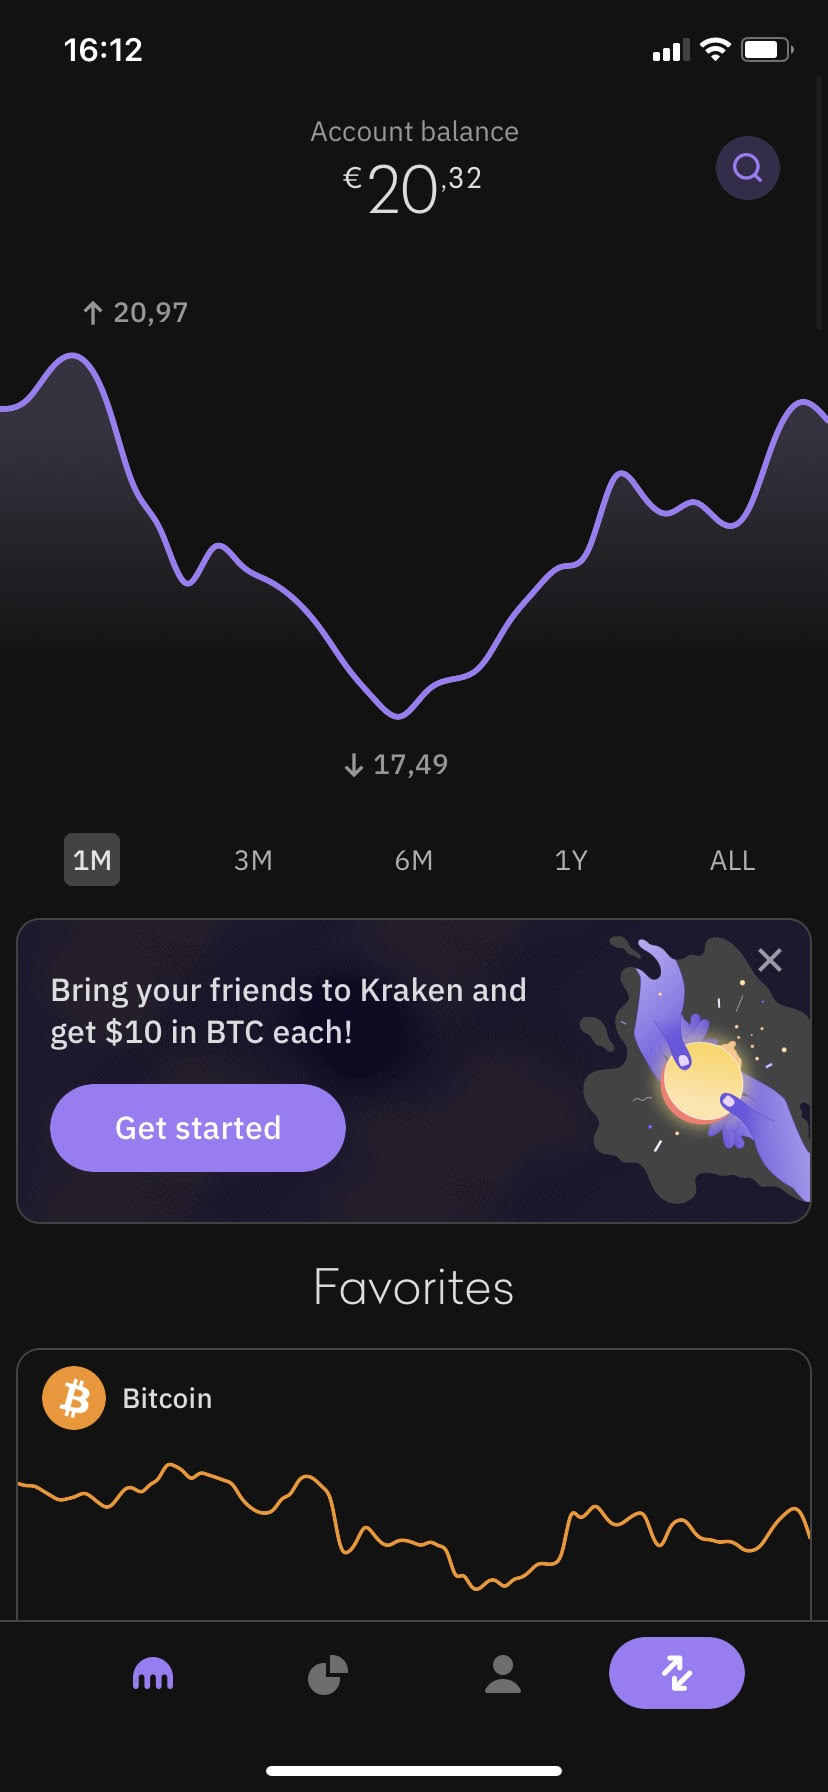 16:12
Account balance
€20,32
↑ 20,97
↓ 17,49
1M 3M 6M 1Y ALL
Bring your friends to Kraken and
get $10 in BTC each!
Get started
Favorites
Bitcoin